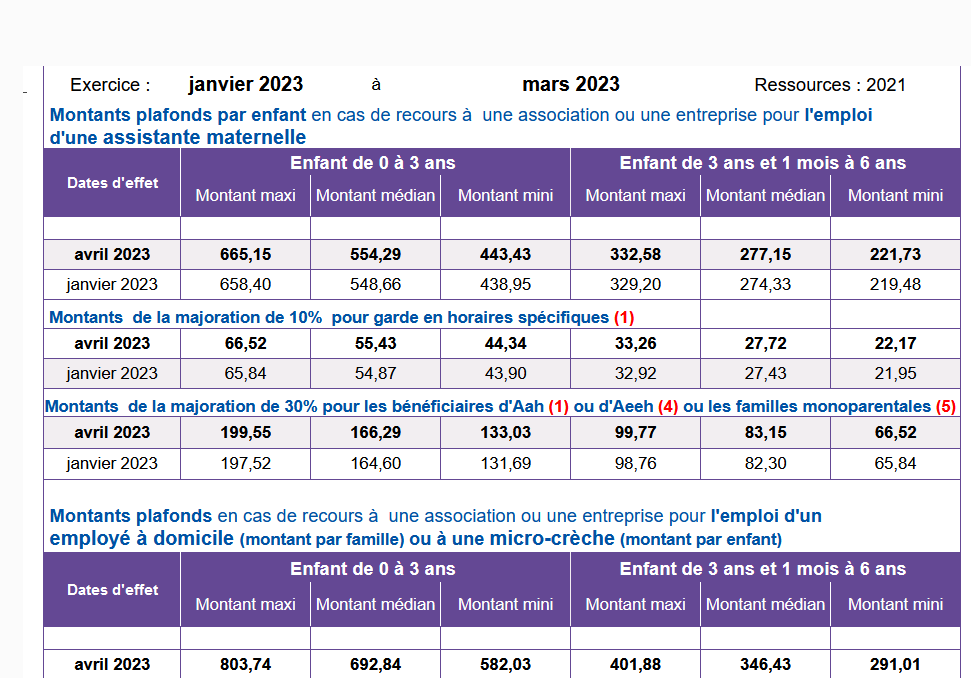 Exercice : janvier 2023 à mars 2023 Ressources : 2021
Montants plafonds par enfant en cas de recours à une association ou une entreprise pour l'emploi
d'une assistante maternelle
Dates d'effet Enfant de 0 à 3 ans Enfant de 3 ans et 1 mois à 6 ans
Montant maxi Montant médian Montant mini Montant maxi Montant médian Montant mini
avril 2023 665,15 554,29 443,43 332,58 277,15 221,73
janvier 2023 658,40 548,66 438,95 329,20 274,33 219,48
Montants de la majoration de 10% pour garde en horaires spécifiques (1)
avril 2023 66,52 55,43 44,34 33,26 27,72 22,17
janvier 2023 65,84 54,87 43,90 32,92 27,43 21,95
Montants de la majoration de 30% pour les bénéficiaires d'Aah (1) ou d'Aeeh (4) ou les familles monoparentales (5)
avril 2023 199,55 166,29 133,03 99,77 83,15 66,52
janvier 2023 197,52 164,60 131,69 98,76 82,30 65,84
Montants plafonds en cas de recours à une association ou une entreprise pour l'emploi d'un
employé à domicile (montant par famille) ou à une micro-crèche (montant par enfant)
Dates d'effet Enfant de 0 à 3 ans Enfant de 3 ans et 1 mois à 6 ans
Montant maxi Montant médian Montant mini Montant maxi Montant médian Montant mini
avril 2023 803,74 692,84 582,03 401,88 346,43 291,01